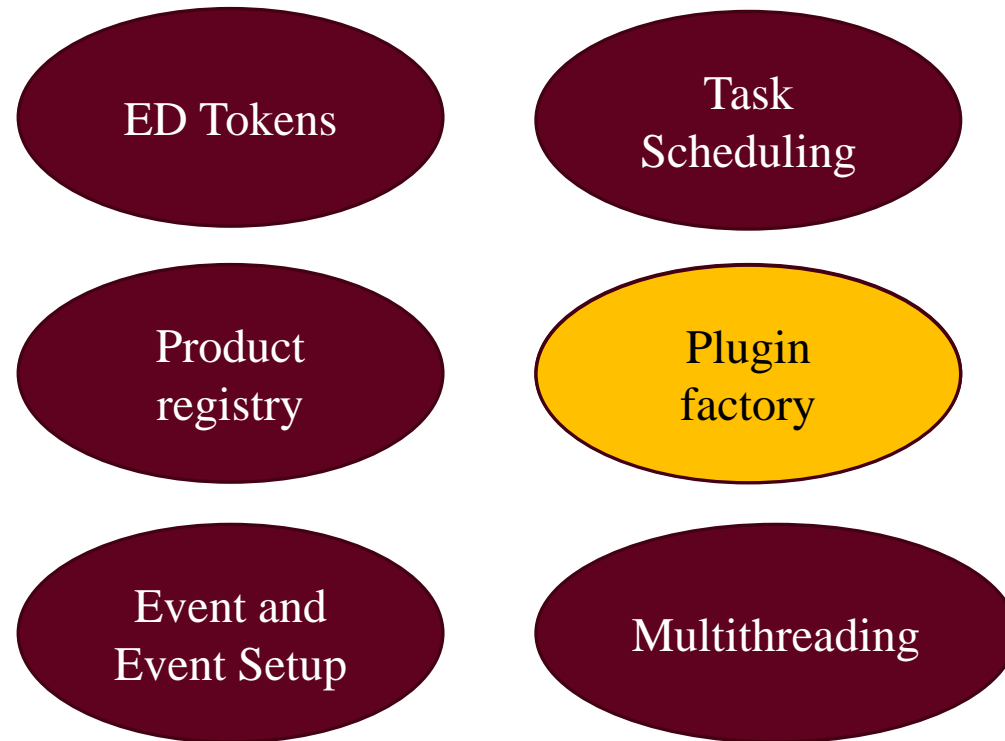 ED Tokens
Task
Scheduling
Product
registry
Plugin
factory
Event and
Event Setup
Multithreading